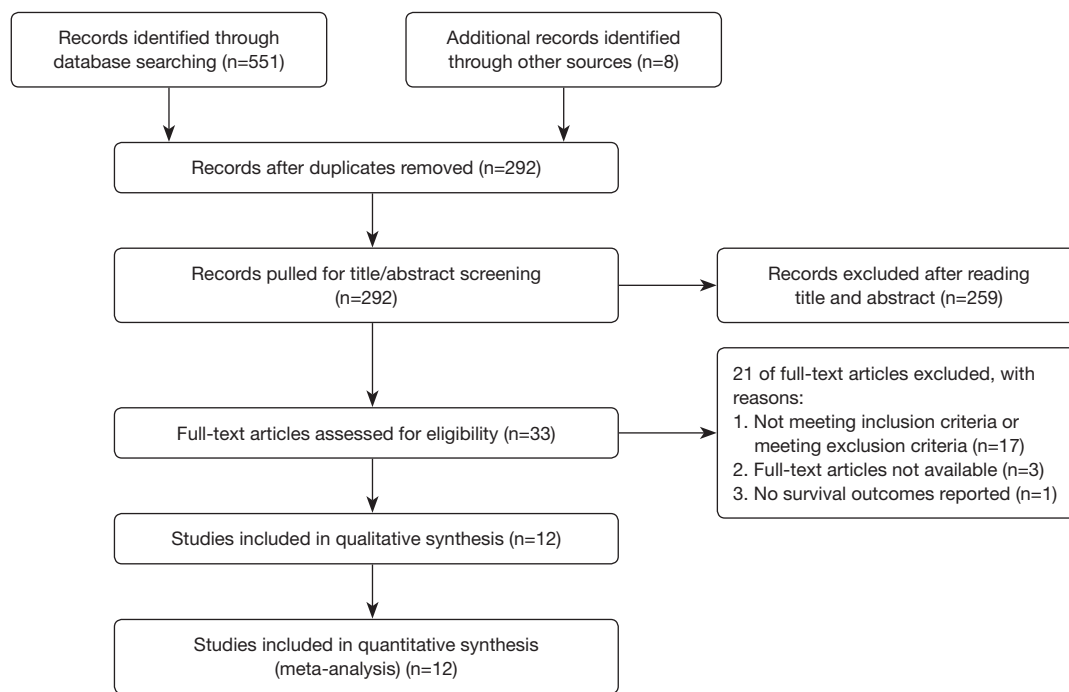 Records identified through
database searching (n=551)
Additional records identified
through other sources (n=8)
Records after duplicates removed (n=292)
Records pulled for title/abstract screening
(n=292)
Records excluded after reading
title and abstract (n=259)
Full-text articles assessed for eligibility (n=33)
21 of full-text articles excluded, with
reasons:
1. Not meeting inclusion criteria or
meeting exclusion criteria (n=17)
2. Full-text articles not available (n=3)
3. No survival outcomes reported (n=1)
Studies included in qualitative synthesis (n=12)
Studies included in quantitative synthesis
(meta-analysis) (n=12)